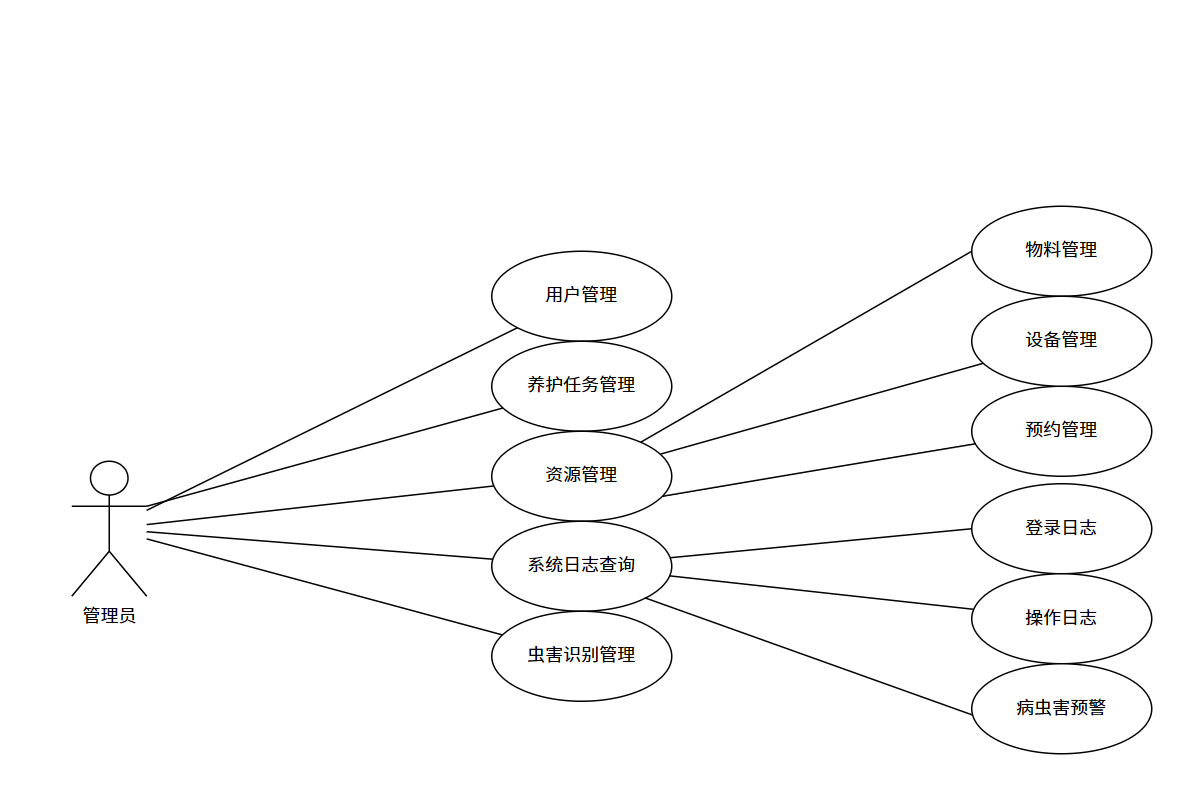 管理员
用户管理
养护任务管理
资源管理
系统日志查询
虫害识别管理
物料管理
设备管理
预约管理
登录日志
操作日志
病虫害预警